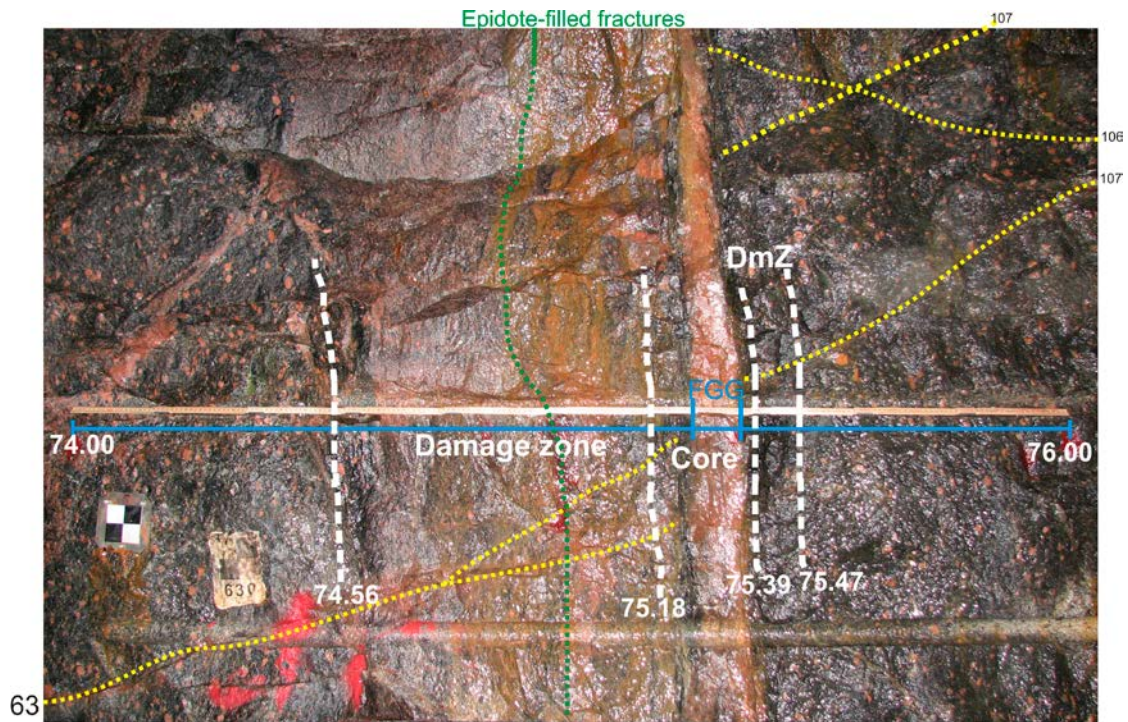 Epidote-filled fractures
107
106
107
DmZ
FGG
74.00
Damage zone
Core
76.00
630
74.56
75.18
75.39
75.47
63